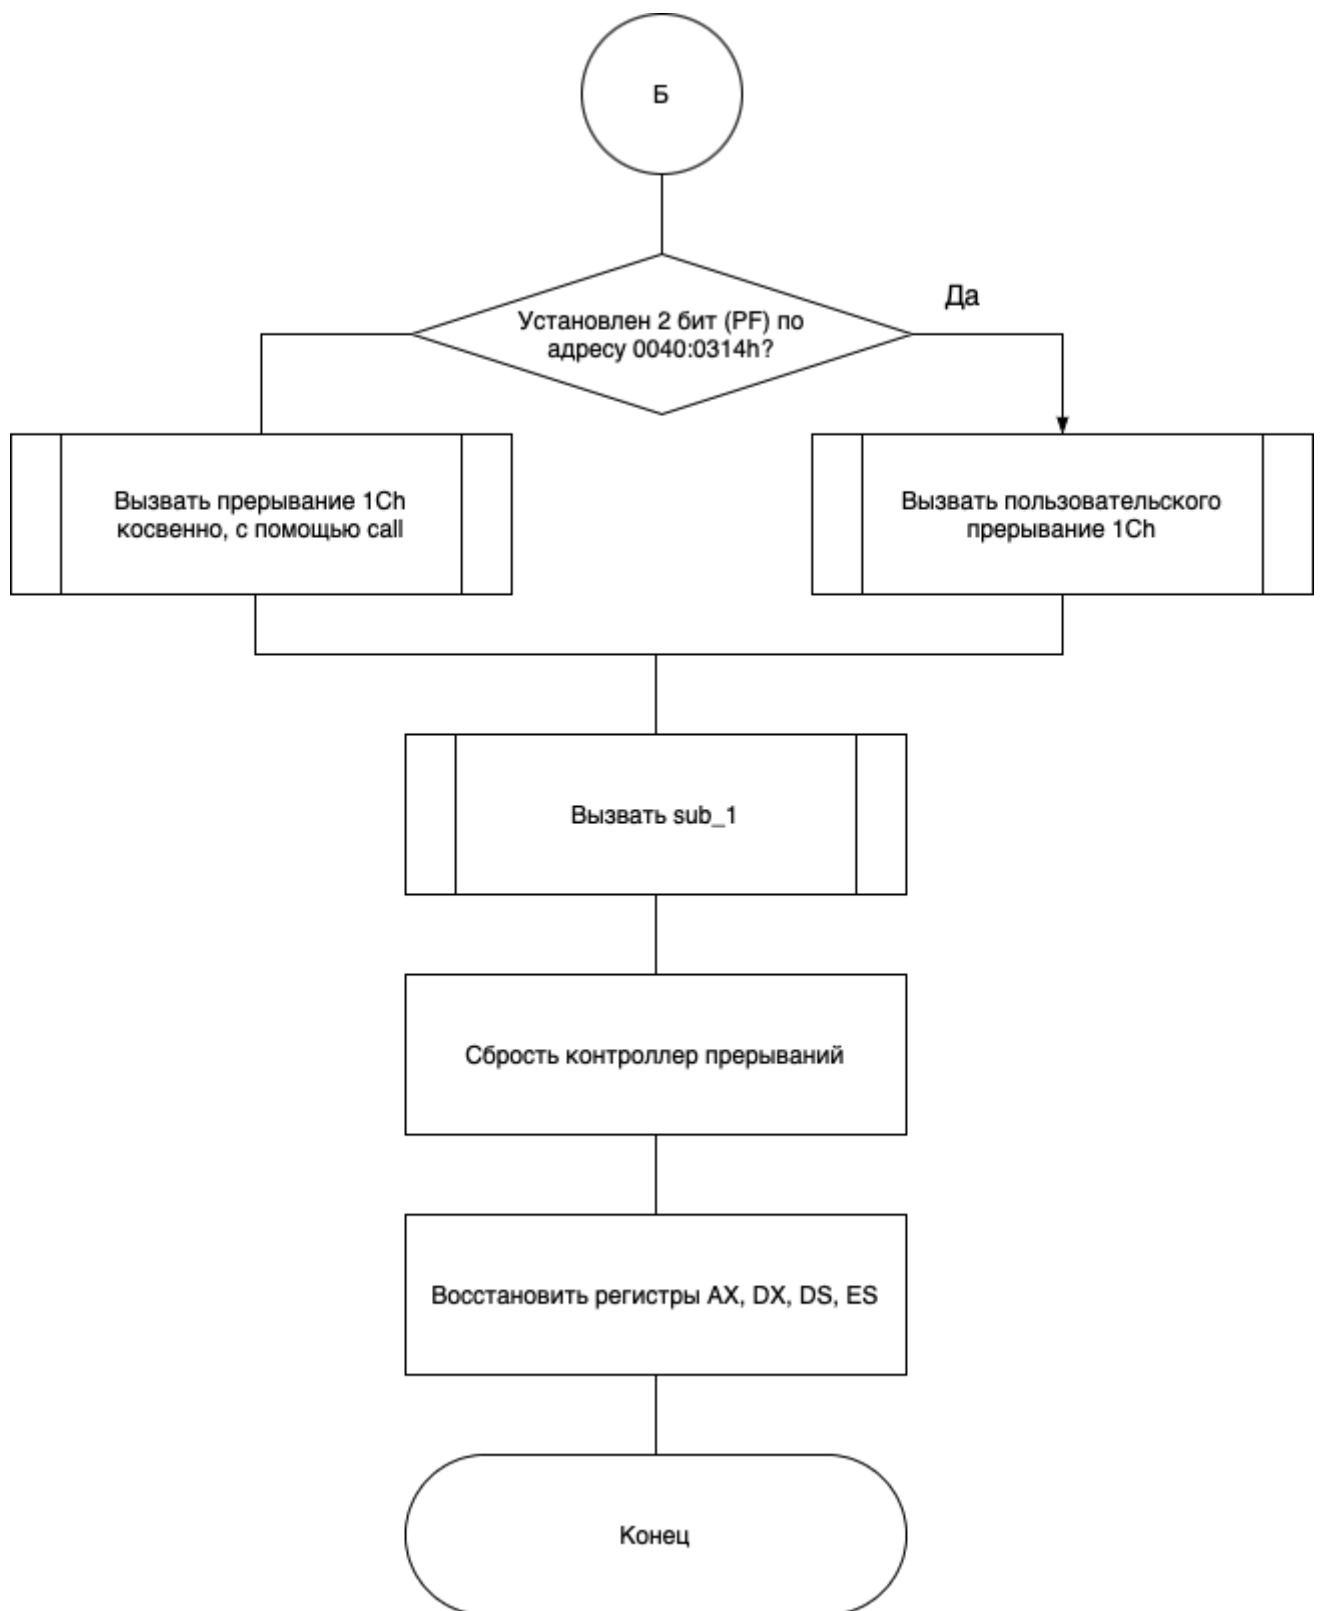 Б
Да
Установлен 2 бит (PF) по
адресу 0040:0314h?
Вызвать прерывание 1Ch
косвенно, с помощью call
Вызвать пользовательского
прерывание 1Ch
Вызвать sub_1
Сбрость контроллер прерываний
Восстановить регистры AX, DX, DS, ES
Конец